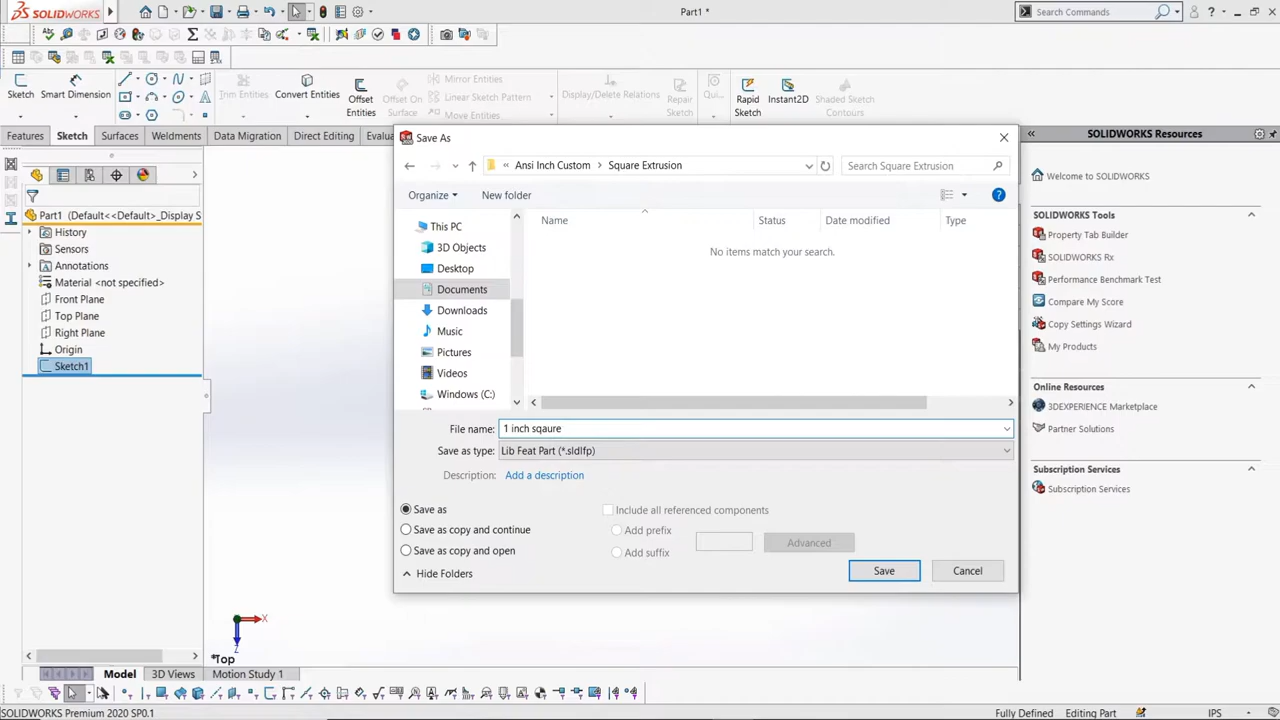 SOLIDWORKS
Part1 *
Search Commands
Sketch
Smart Dimension
Trim Entities
Convert Entities
Offset Entities
Offset On Surface
Mirror Entities
Linear Sketch Pattern
Move Entities
Display/Delete Relations
Repair Sketch
Qui...
Rapid Sketch
Instant2D
Shaded Sketch Contours
Features
Sketch
Surfaces
Weldments
Data Migration
Direct Editing
Evalua
Part1 (Default<<Default>_Display S
History
Sensors
Annotations
Material <not specified>
Front Plane
Top Plane
Right Plane
Origin
Sketch1
Save As
« Ansi Inch Custom > Square Extrusion
Search Square Extrusion
Organize
New folder
This PC
3D Objects
Desktop
Documents
Downloads
Music
Pictures
Videos
Windows (C:)
Name
Status
Date modified
Type
No items match your search.
File name: 1 inch sqaure
Save as type: Lib Feat Part (*.sldlfp)
Description: Add a description
Save as
Save as copy and continue
Save as copy and open
Include all referenced components
Add prefix
Add suffix
Advanced
Hide Folders
Save
Cancel
SOLIDWORKS Resources
Welcome to SOLIDWORKS
SOLIDWORKS Tools
Property Tab Builder
SOLIDWORKS Rx
Performance Benchmark Test
Compare My Score
Copy Settings Wizard
My Products
Online Resources
3DEXPERIENCE Marketplace
Partner Solutions
Subscription Services
Subscription Services
X
Z
*Top
Model
3D Views
Motion Study 1
SOLIDWORKS Premium 2020 SP0.1
Fully Defined
Editing Part
IPS